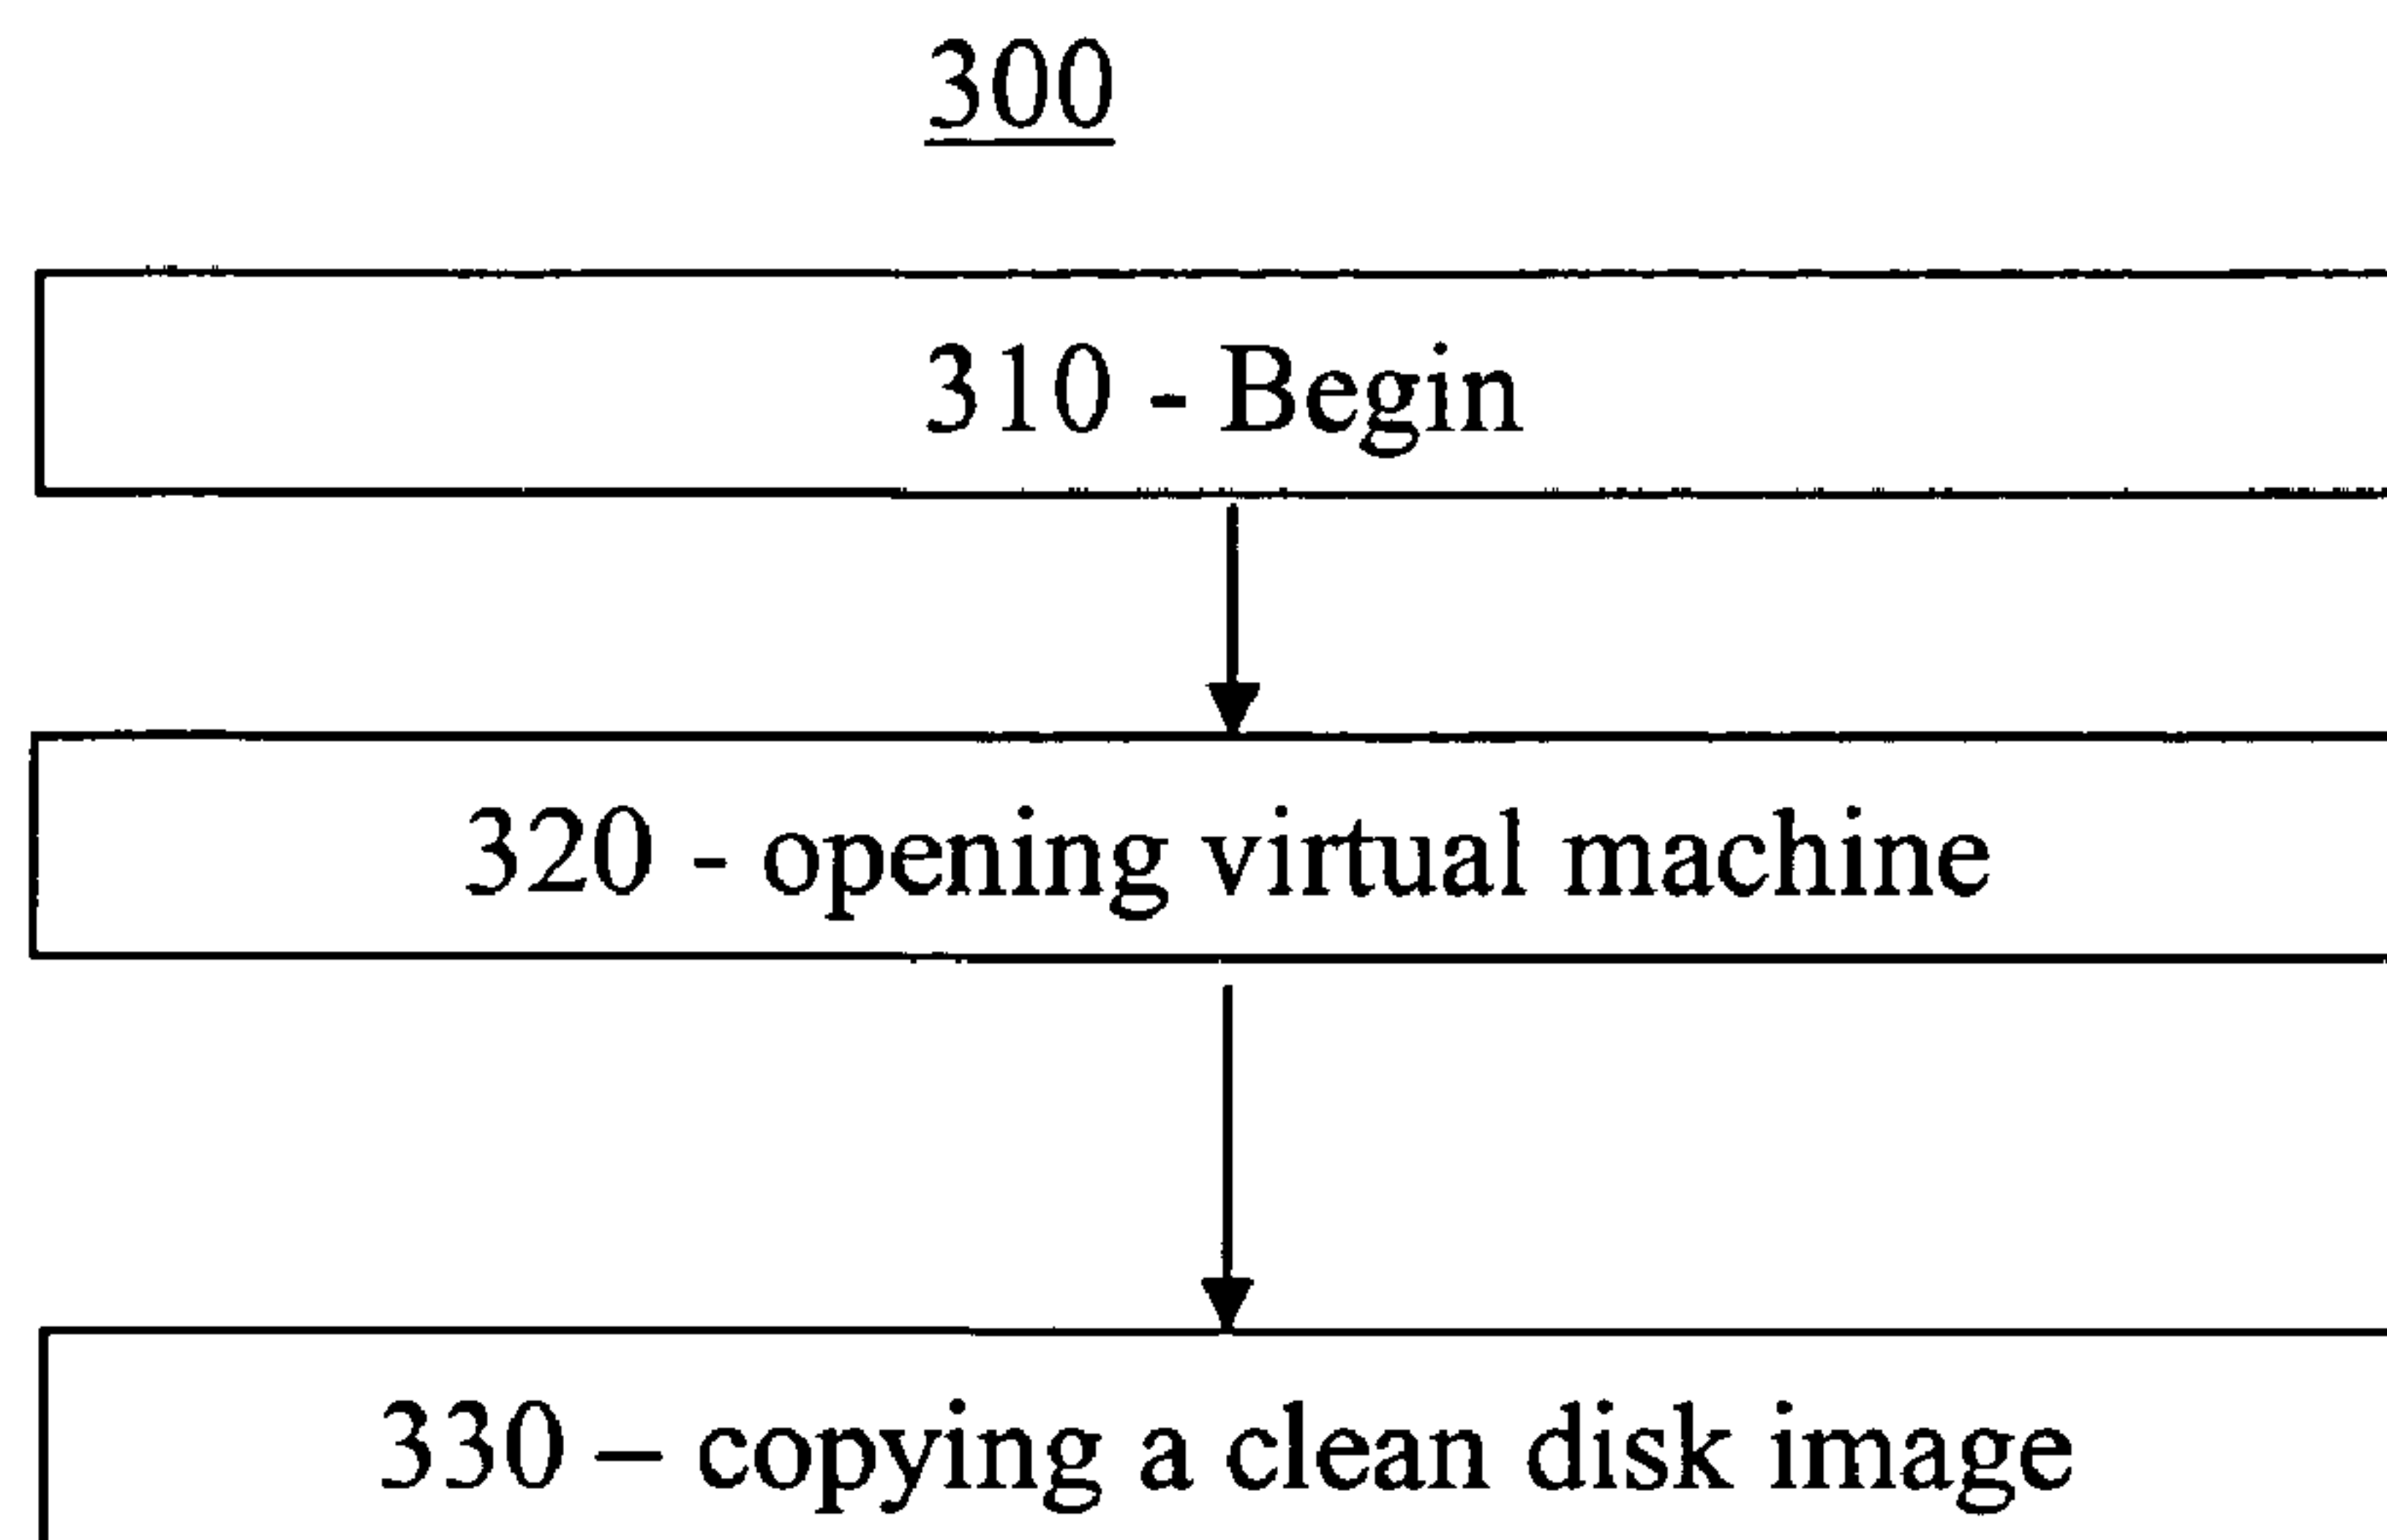 300
310 - Begin
320 - opening virtual machine
330 – copying a clean disk image